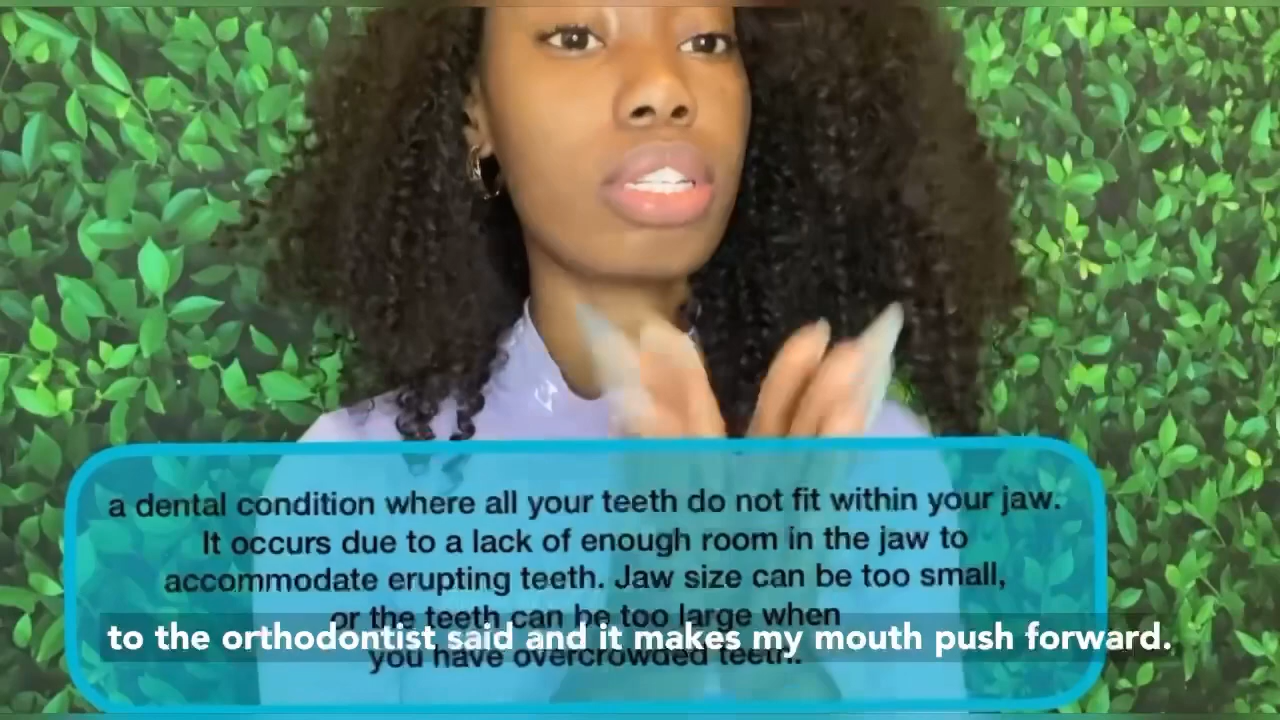 a dental condition where all your teeth do not fit within your jaw.
It occurs due to a lack of enough room in the jaw to
accommodate erupting teeth. Jaw size can be too small,
or the teeth can be too large when
to the orthodontist said and it makes my mouth push forward.
you have overcrowded teeth.